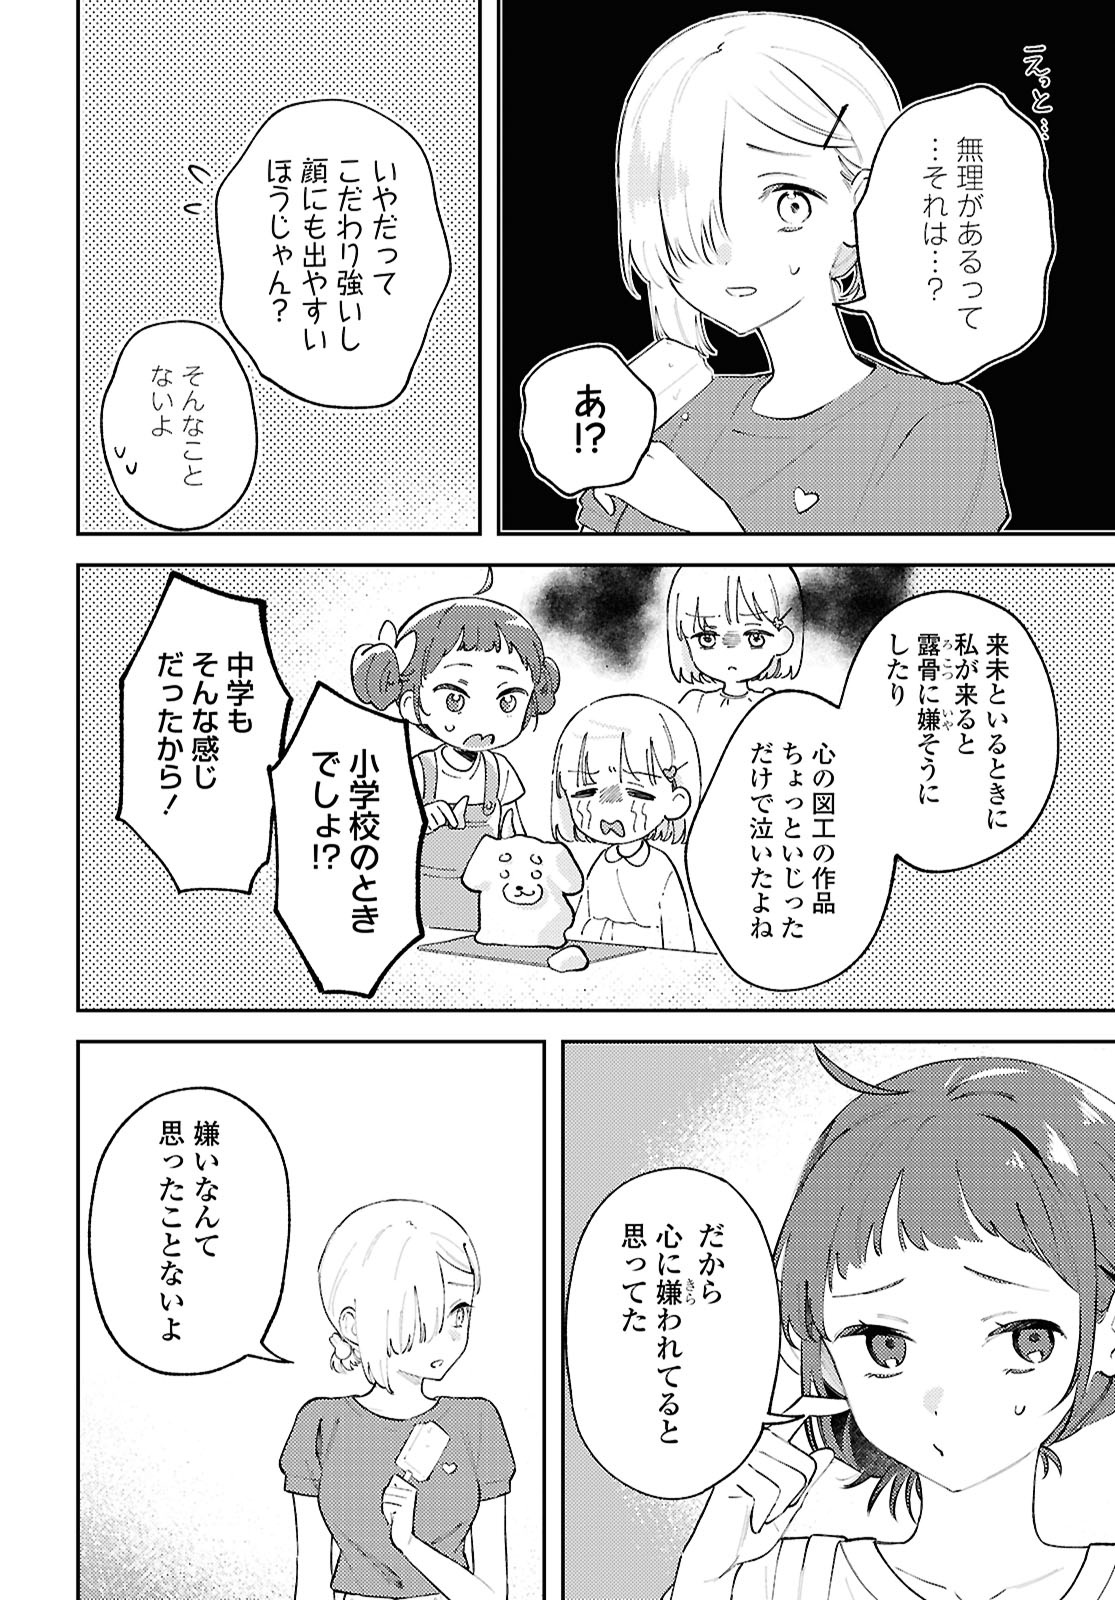 えっと…
無理があるって
…それは…?
あ!?
いやだって
こだわり強いし
顔にも出やすい
ほうじゃん?
そんなこと
ないよ
来未といるときに
私が来ると
露骨に嫌そうに
したり
ろこつ
いや
心の図工の作品
ちょっといじった
だけで泣いたよね
小学校のとき
でしょ!?
中学も
そんな感じ
だったから!
だから
心に嫌われてると
思ってた
きら
嫌いなんて
思ったことないよ